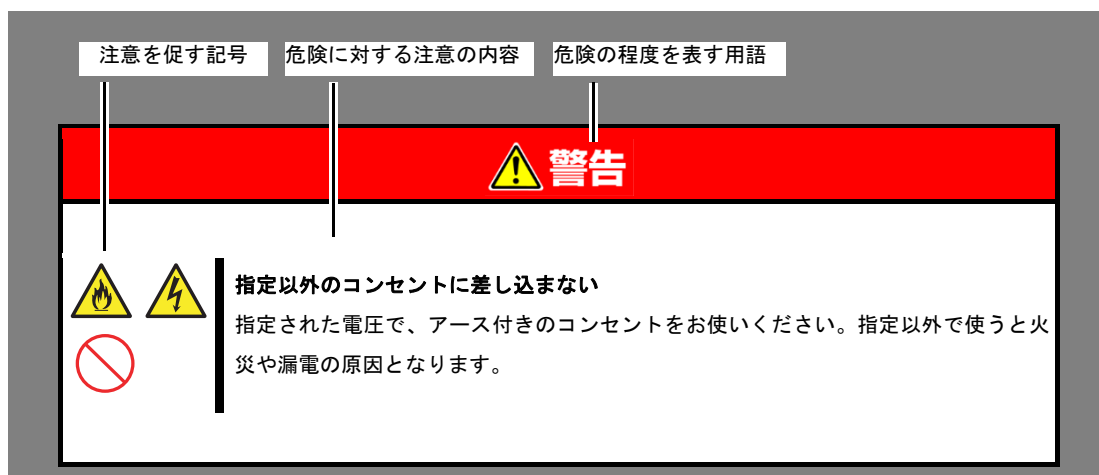 注意を促す記号
危険に対する注意の内容
危険の程度を表す用語
警告
指定以外のコンセントに差し込まない
指定された電圧で、アース付きのコンセントをお使いください。指定以外で使うと火
災や漏電の原因となります。